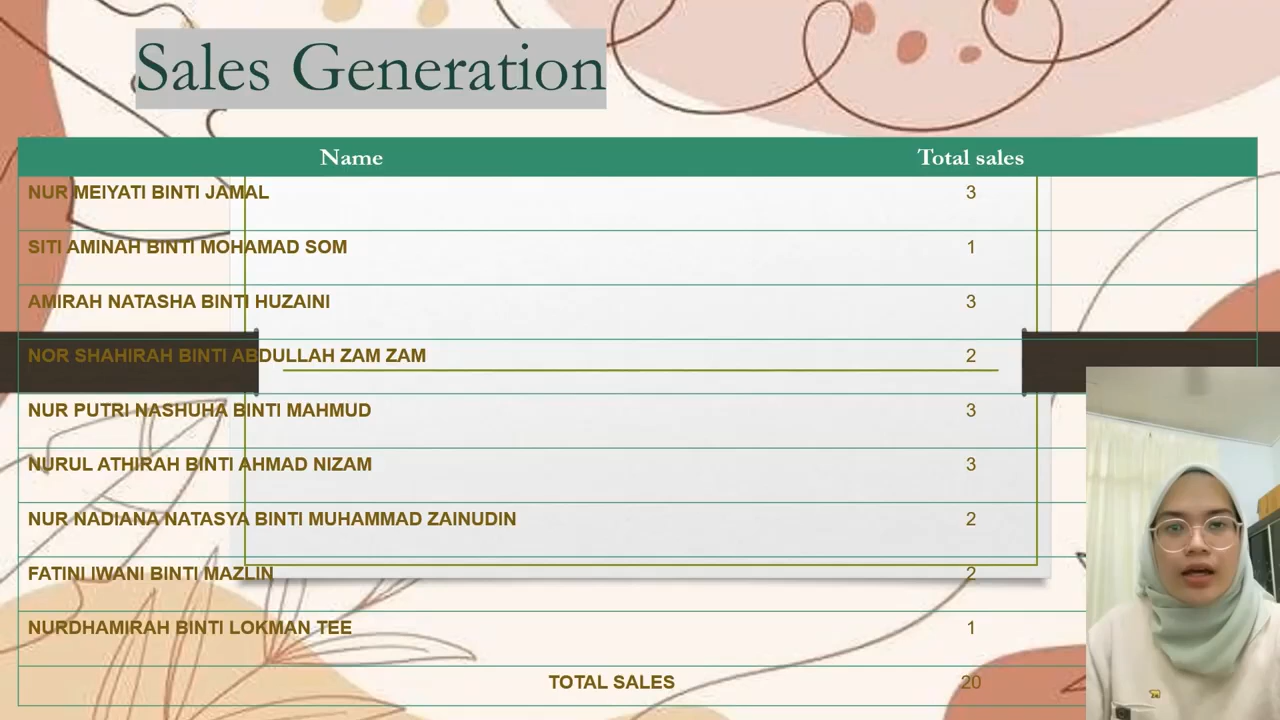 Sales Generation
Name Total sales
NUR MEIYATI BINTI JAMAL 3
SITI AMINAH BINTI MOHAMAD SOM 1
AMIRAH NATASHA BINTI HUZAINI 3
NOR SHAHIRAH BINTI ABDULLAH ZAM ZAM 2
NUR PUTRI NASHUHA BINTI MAHMUD 3
NURUL ATHIRAH BINTI AHMAD NIZAM 3
NUR NADIANA NATASYA BINTI MUHAMMAD ZAINUDIN 2
FATINI IWANI BINTI MAZLIN 2
NURDHAMIRAH BINTI LOKMAN TEE 1
TOTAL SALES 20